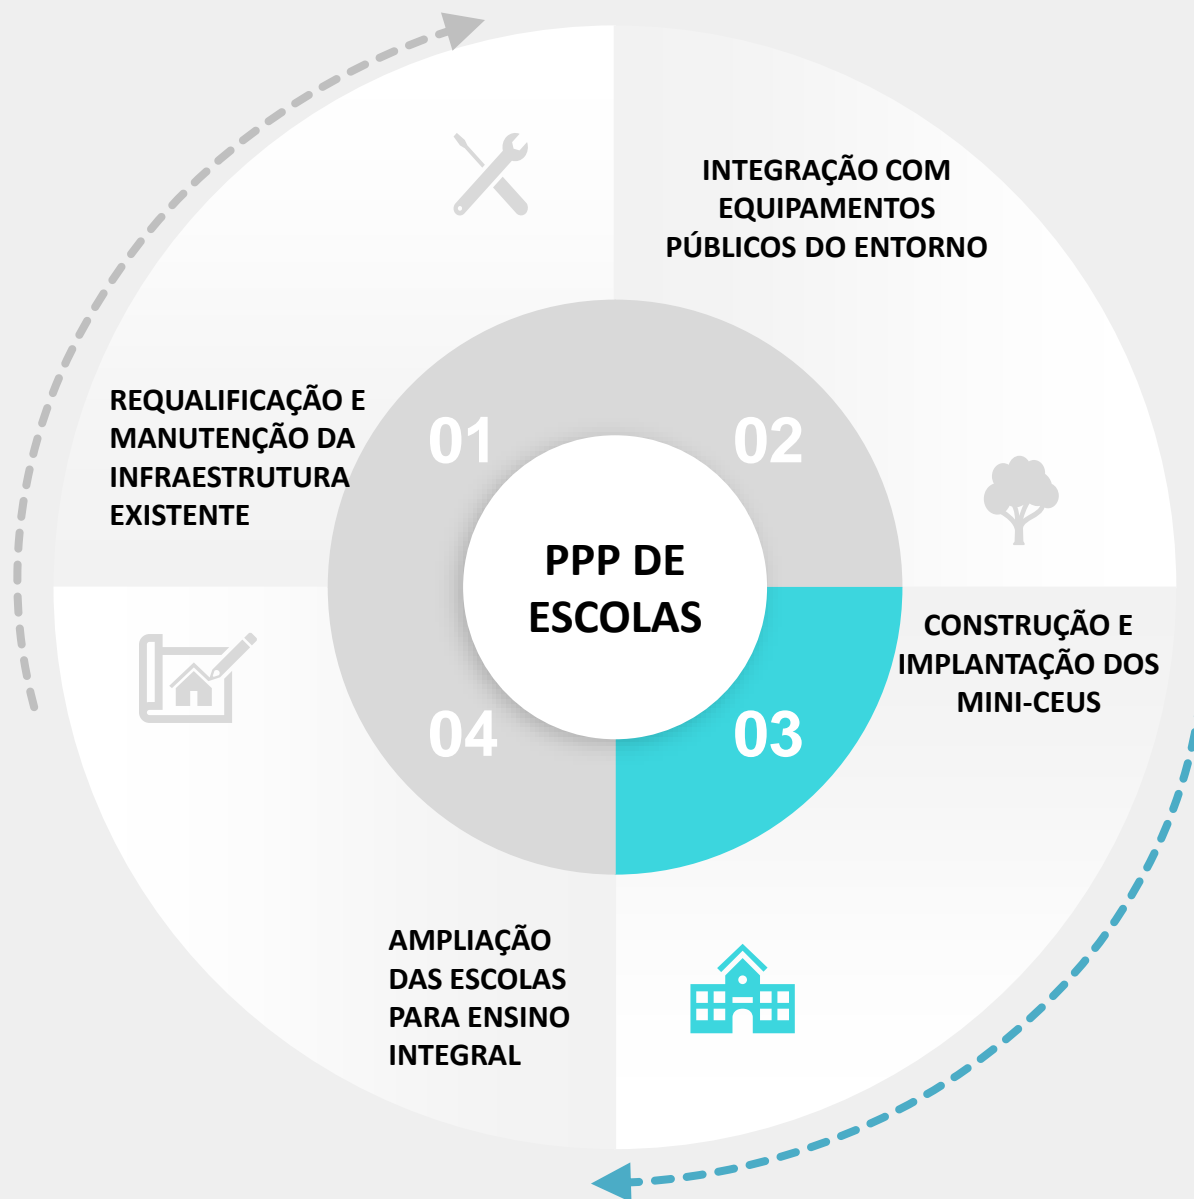 INTEGRAÇÃO COM
EQUIPAMENTOS
PÚBLICOS DO ENTORNO
REQUALIFICAÇÃO E
MANUTENÇÃO DA
INFRAESTRUTURA
EXISTENTE
01
02
PPP DE
ESCOLAS
CONSTRUÇÃO E
IMPLANTAÇÃO DOS
MINI-CEUS
04
03
AMPLIAÇÃO
DAS ESCOLAS
PARA ENSINO
INTEGRAL